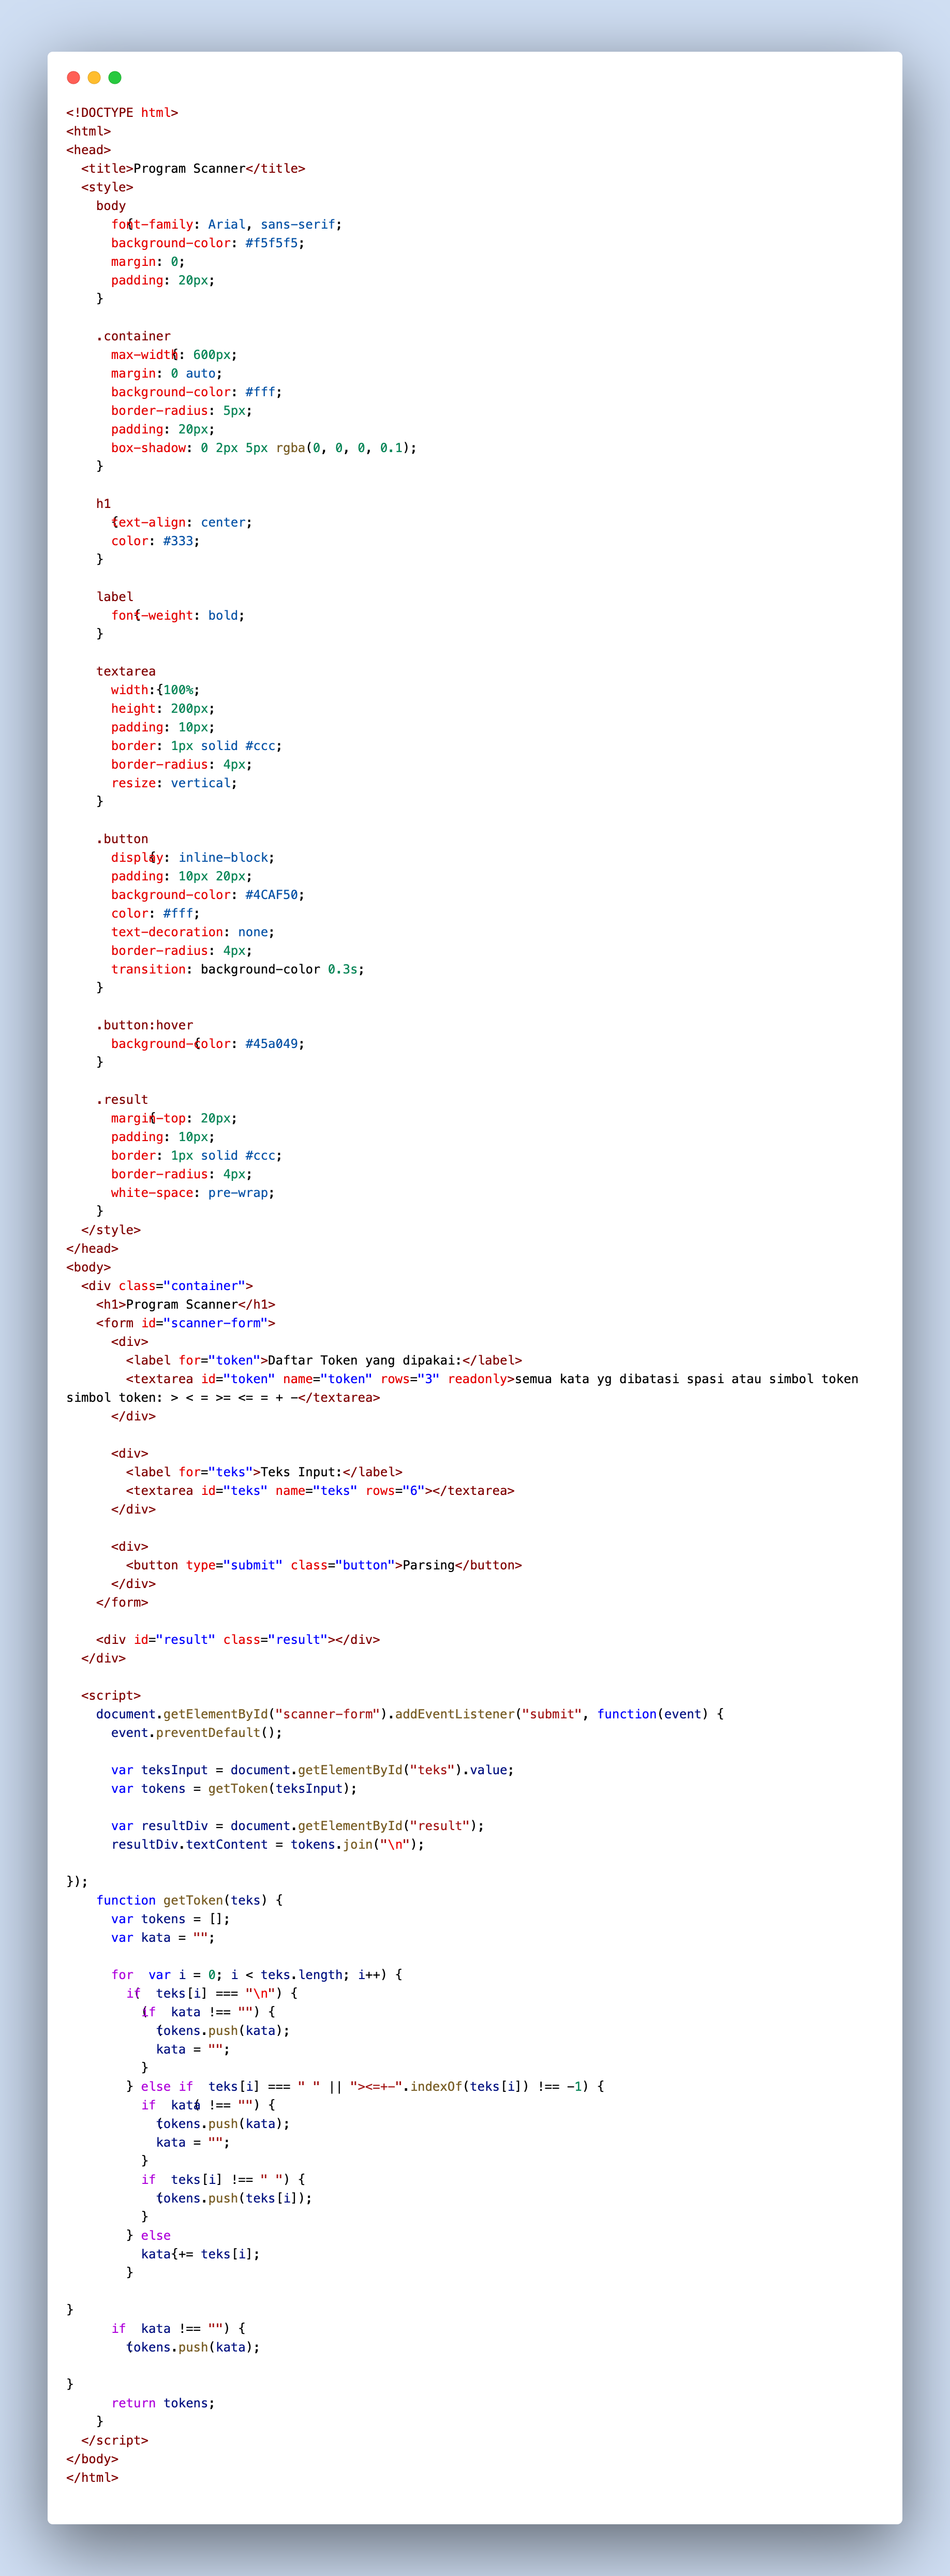 <!DOCTYPE html>
<html>
<head>
  <title>Program Scanner</title>
  <style>
    body {
      font-family: Arial, sans-serif;
      background-color: #f5f5f5;
      margin: 0;
      padding: 20px;
    }

    .container {
      max-width: 600px;
      margin: 0 auto;
      background-color: #fff;
      border-radius: 5px;
      padding: 20px;
      box-shadow: 0 2px 5px rgba(0, 0, 0, 0.1);
    }

    h1 {
      text-align: center;
      color: #333;
    }

    label {
      font-weight: bold;
    }

    textarea {
      width: 100%;
      height: 200px;
      padding: 10px;
      border: 1px solid #ccc;
      border-radius: 4px;
      resize: vertical;
    }

    .button {
      display: inline-block;
      padding: 10px 20px;
      background-color: #4CAF50;
      color: #fff;
      text-decoration: none;
      border-radius: 4px;
      transition: background-color 0.3s;
    }

    .button:hover {
      background-color: #45a049;
    }

    .result {
      margin-top: 20px;
      padding: 10px;
      border: 1px solid #ccc;
      border-radius: 4px;
      white-space: pre-wrap;
    }
  </style>
</head>
<body>
  <div class="container">
    <h1>Program Scanner</h1>
    <form id="scanner-form">
      <div>
        <label for="token">Daftar Token yang dipakai:</label>
        <textarea id="token" name="token" rows="3" readonly>semua kata yg dibatasi spasi atau simbol token
simbol token: > < = >= <= = + -</textarea>
      </div>

      <div>
        <label for="teks">Teks Input:</label>
        <textarea id="teks" name="teks" rows="6"></textarea>
      </div>

      <div>
        <button type="submit" class="button">Parsing</button>
      </div>
    </form>

    <div id="result" class="result"></div>
  </div>

  <script>
    document.getElementById("scanner-form").addEventListener("submit", function(event) {
      event.preventDefault();

      var teksInput = document.getElementById("teks").value;
      var tokens = getToken(teksInput);

      var resultDiv = document.getElementById("result");
      resultDiv.textContent = tokens.join("\n");

});
    function getToken(teks) {
      var tokens = [];
      var kata = "";

      for (var i = 0; i < teks.length; i++) {
        if (teks[i] === "\n") {
          if (kata !== "") {
            tokens.push(kata);
            kata = "";
          }
        } else if (teks[i] === " " || "><=+-".indexOf(teks[i]) !== -1) {
          if (kata !== "") {
            tokens.push(kata);
            kata = "";
          }
          if (teks[i] !== " ") {
            tokens.push(teks[i]);
          }
        } else {
          kata += teks[i];
        }

}
      if (kata !== "") {
        tokens.push(kata);

}
      return tokens;
    }
  </script>
</body>
</html>